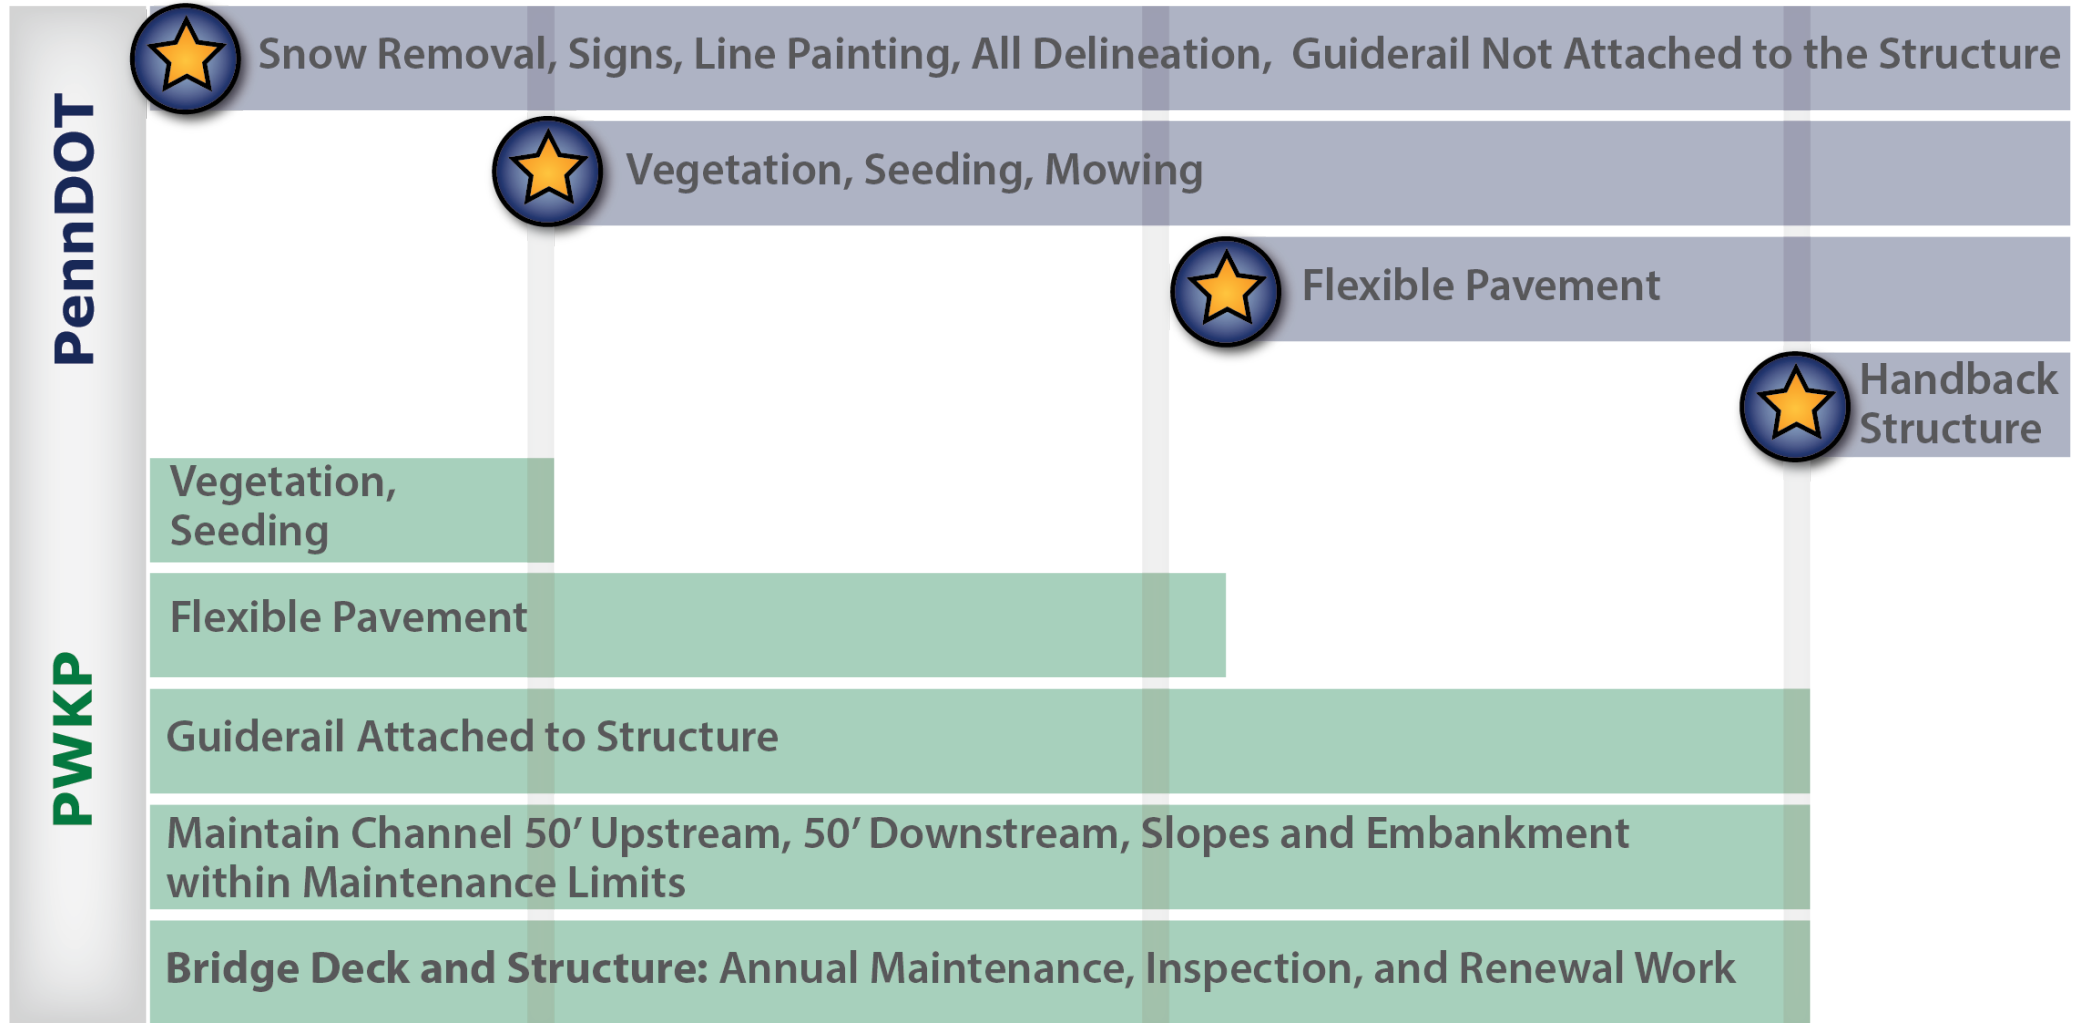 PennDOT
Snow Removal, Signs, Line Painting, All Delineation, Guiderail Not Attached to the Structure
Vegetation, Seeding, Mowing
Flexible Pavement
Handback
Structure
PWKP
Vegetation,
Seeding
Flexible Pavement
Guiderail Attached to Structure
Maintain Channel 50’ Upstream, 50’ Downstream, Slopes and Embankment
within Maintenance Limits
Bridge Deck and Structure: Annual Maintenance, Inspection, and Renewal Work